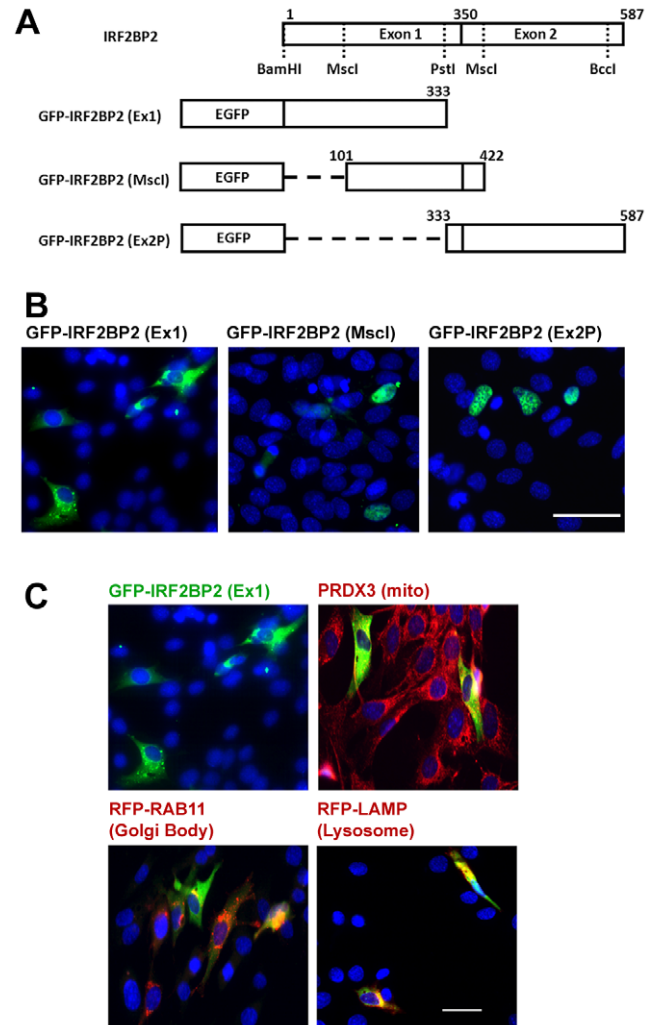 A
1 350 587
IRF2BP2 Exon 1 Exon 2
BamHI MscI PstI MscI BccI
333
GFP-IRF2BP2 (Ex1) EGFP
101 422
GFP-IRF2BP2 (MscI) EGFP
333 587
GFP-IRF2BP2 (Ex2P) EGFP
B
GFP-IRF2BP2 (Ex1) GFP-IRF2BP2 (MscI) GFP-IRF2BP2 (Ex2P)
C
GFP-IRF2BP2 (Ex1) PRDX3 (mito)
RFP-RAB11 RFP-LAMP
(Golgi Body) (Lysosome)